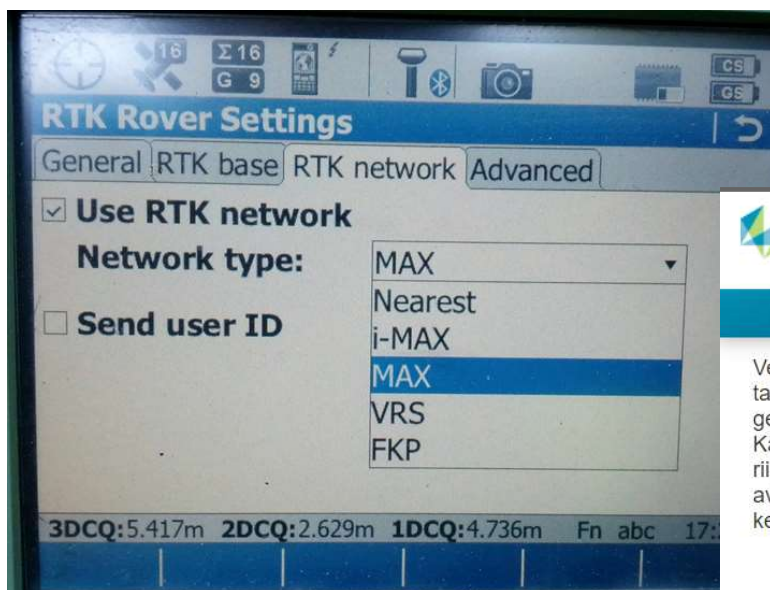 16
Σ 16
G 9
CS
GS
RTK Rover Settings
General RTK base RTK network Advanced
Use RTK network
Network type: MAX
Nearest
i-MAX
Send user ID
MAX
VRS
FKP
3DCQ:5.417m 2DCQ:2.629m 1DCQ:4.736m Fn abc